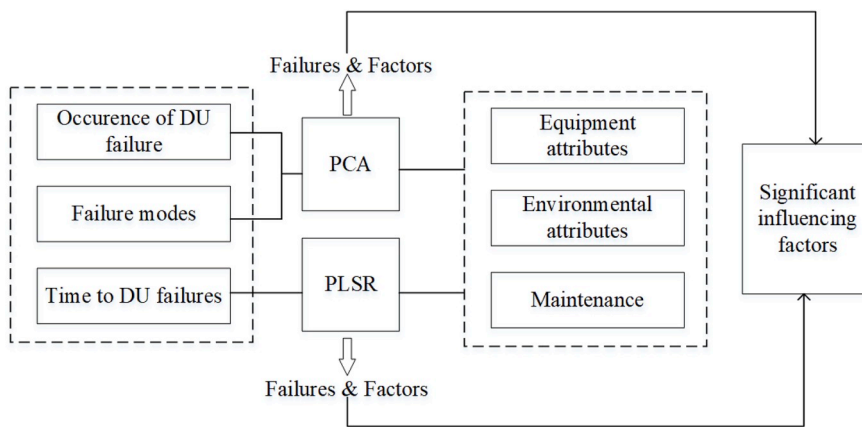 Failures & Factors
Occurence of DU
failure
Failure modes
Time to DU failures
PCA
PLSR
Equipment
attributes
Environmental
attributes
Maintenance
Significant
influencing
factors
Failures & Factors